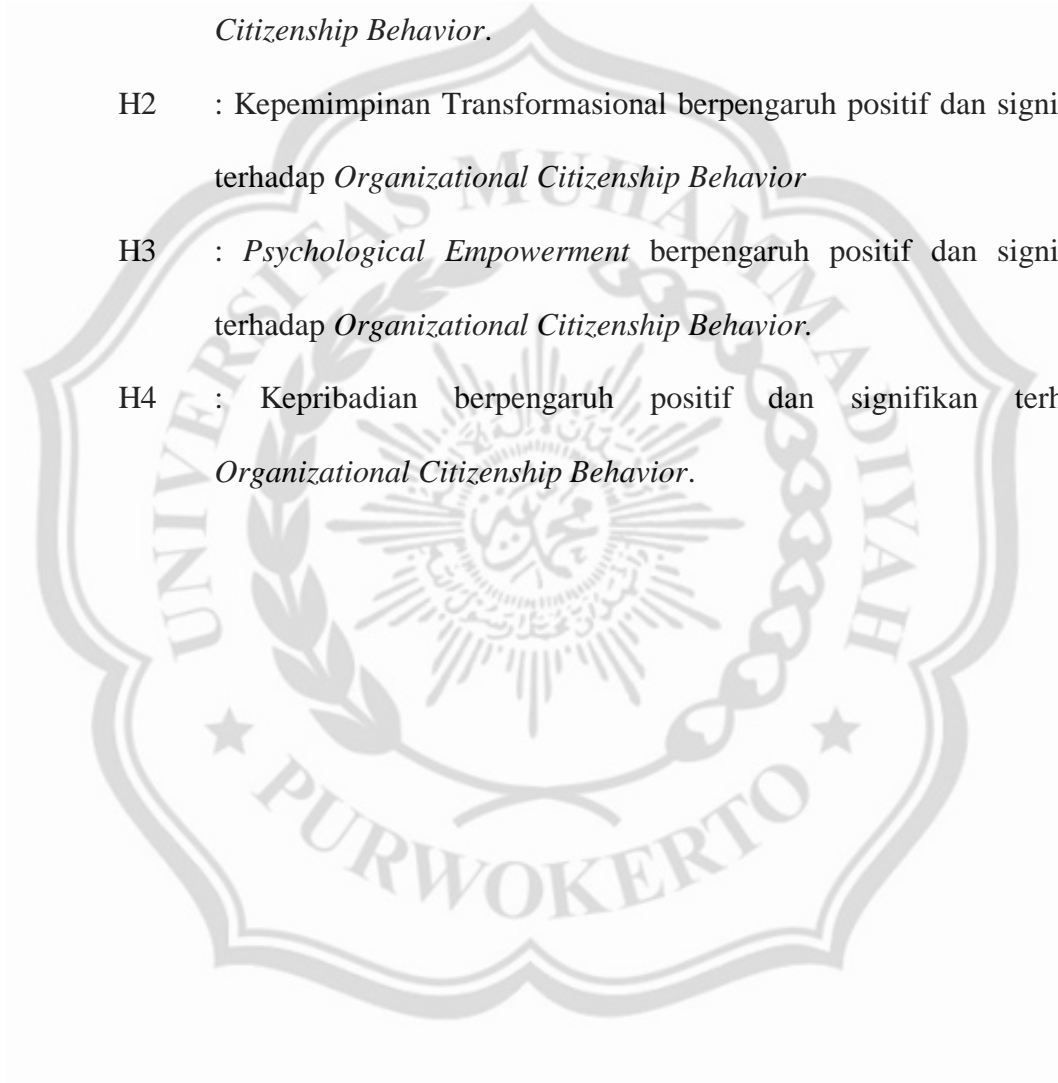 Citizenship Behavior.
H2 : Kepemimpinan Transformasional berpengaruh positif dan signi
terhadap Organizational Citizenship Behavior
H3 : Psychological Empowerment berpengaruh positif dan signi
terhadap Organizational Citizenship Behavior.
H4 : Kepribadian berpengaruh positif dan signifikan terh
Organizational Citizenship Behavior.
UNIVERSITAS MUHAMMADIYAH
PURWOKERTO